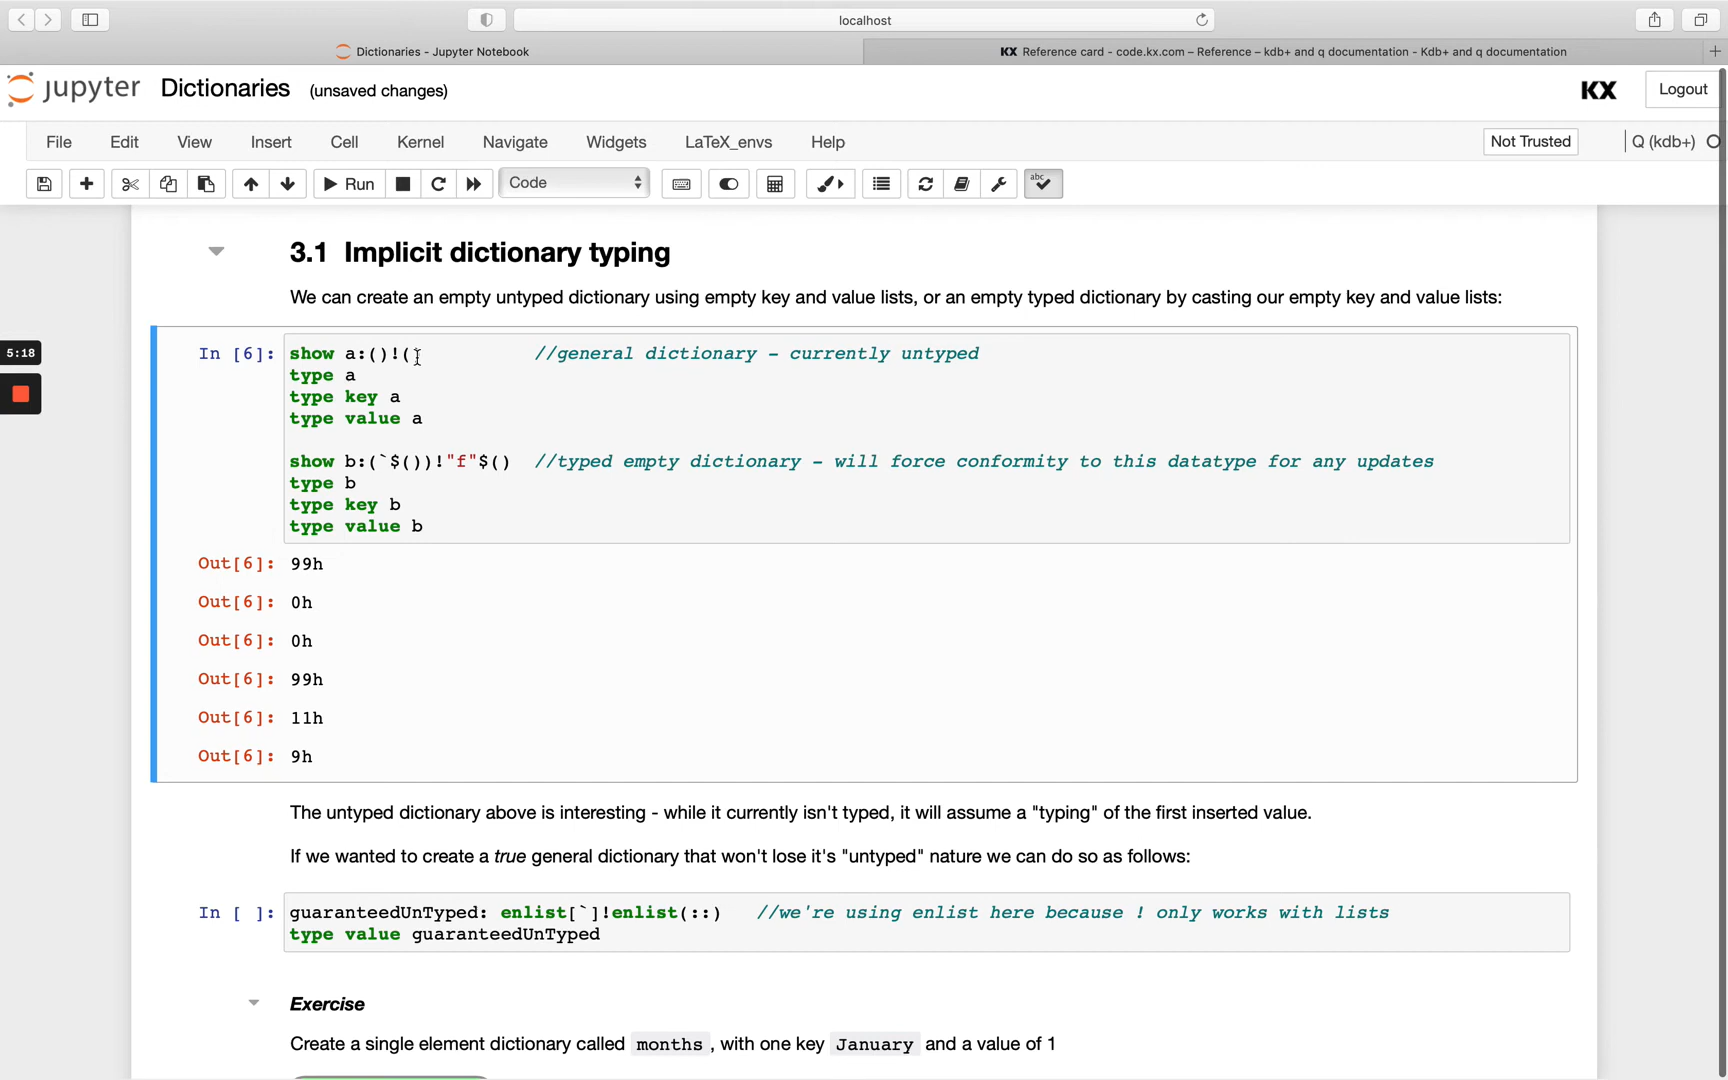 localhost
Dictionaries - Jupyter Notebook
KX Reference card - code.kx.com – Reference – kdb+ and q documentation - Kdb+ and q documentation
jupyter Dictionaries (unsaved changes)
KX
Logout
File Edit View Insert Cell Kernel Navigate Widgets LaTeX_envs Help
Not Trusted
Q (kdb+)
Run
Code
abc
3.1 Implicit dictionary typing
We can create an empty untyped dictionary using empty key and value lists, or an empty typed dictionary by casting our empty key and value lists:
5:18
In [6]: show a:()!( //general dictionary - currently untyped
type a
type key a
type value a
show b:(`$())!"f"$() //typed empty dictionary - will force conformity to this datatype for any updates
type b
type key b
type value b
Out[6]: 99h
Out[6]: 0h
Out[6]: 0h
Out[6]: 99h
Out[6]: 11h
Out[6]: 9h
The untyped dictionary above is interesting - while it currently isn't typed, it will assume a "typing" of the first inserted value.
If we wanted to create a true general dictionary that won't lose it's "untyped" nature we can do so as follows:
In [ ]: guaranteedUnTyped: enlist[`]!enlist(::) //we're using enlist here because ! only works with lists
type value guaranteedUnTyped
Exercise
Create a single element dictionary called months , with one key January and a value of 1